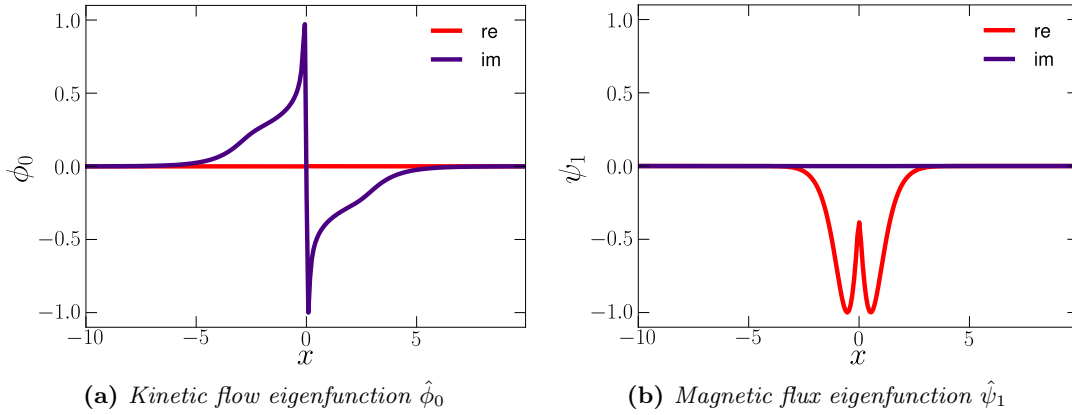 1.0
0.5
0.0
−0.5
−1.0
ϕ₀
−10
−5
0
5
x
re
im
(a) Kinetic flow eigenfunction ϕ̂₀
1.0
0.5
0.0
−0.5
−1.0
ψ₁
−10
−5
0
5
x
re
im
(b) Magnetic flux eigenfunction ψ̂₁